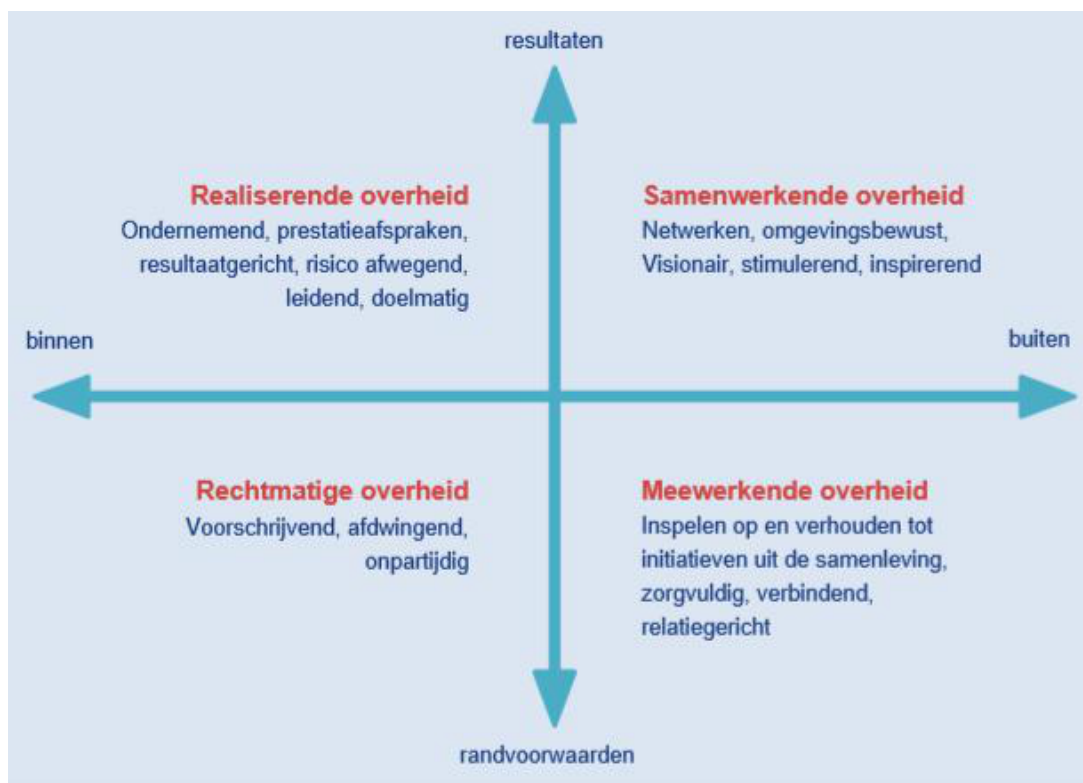 resultaten
Realiserende overheid
Ondernemend, prestatieafspraken,
resultaatgericht, risico afwegend,
leidend, doelmatig
Samenwerkende overheid
Netwerken, omgevingsbewust,
Visionair, stimulerend, inspirerend
binnen
buiten
Rechtmatige overheid
Voorschrijvend, afdwingend,
onpartijdig
Meewerkende overheid
Inspelen op en verhouden tot
initiatieven uit de samenleving,
zorgvuldig, verbindend,
relatiegericht
randvoorwaarden